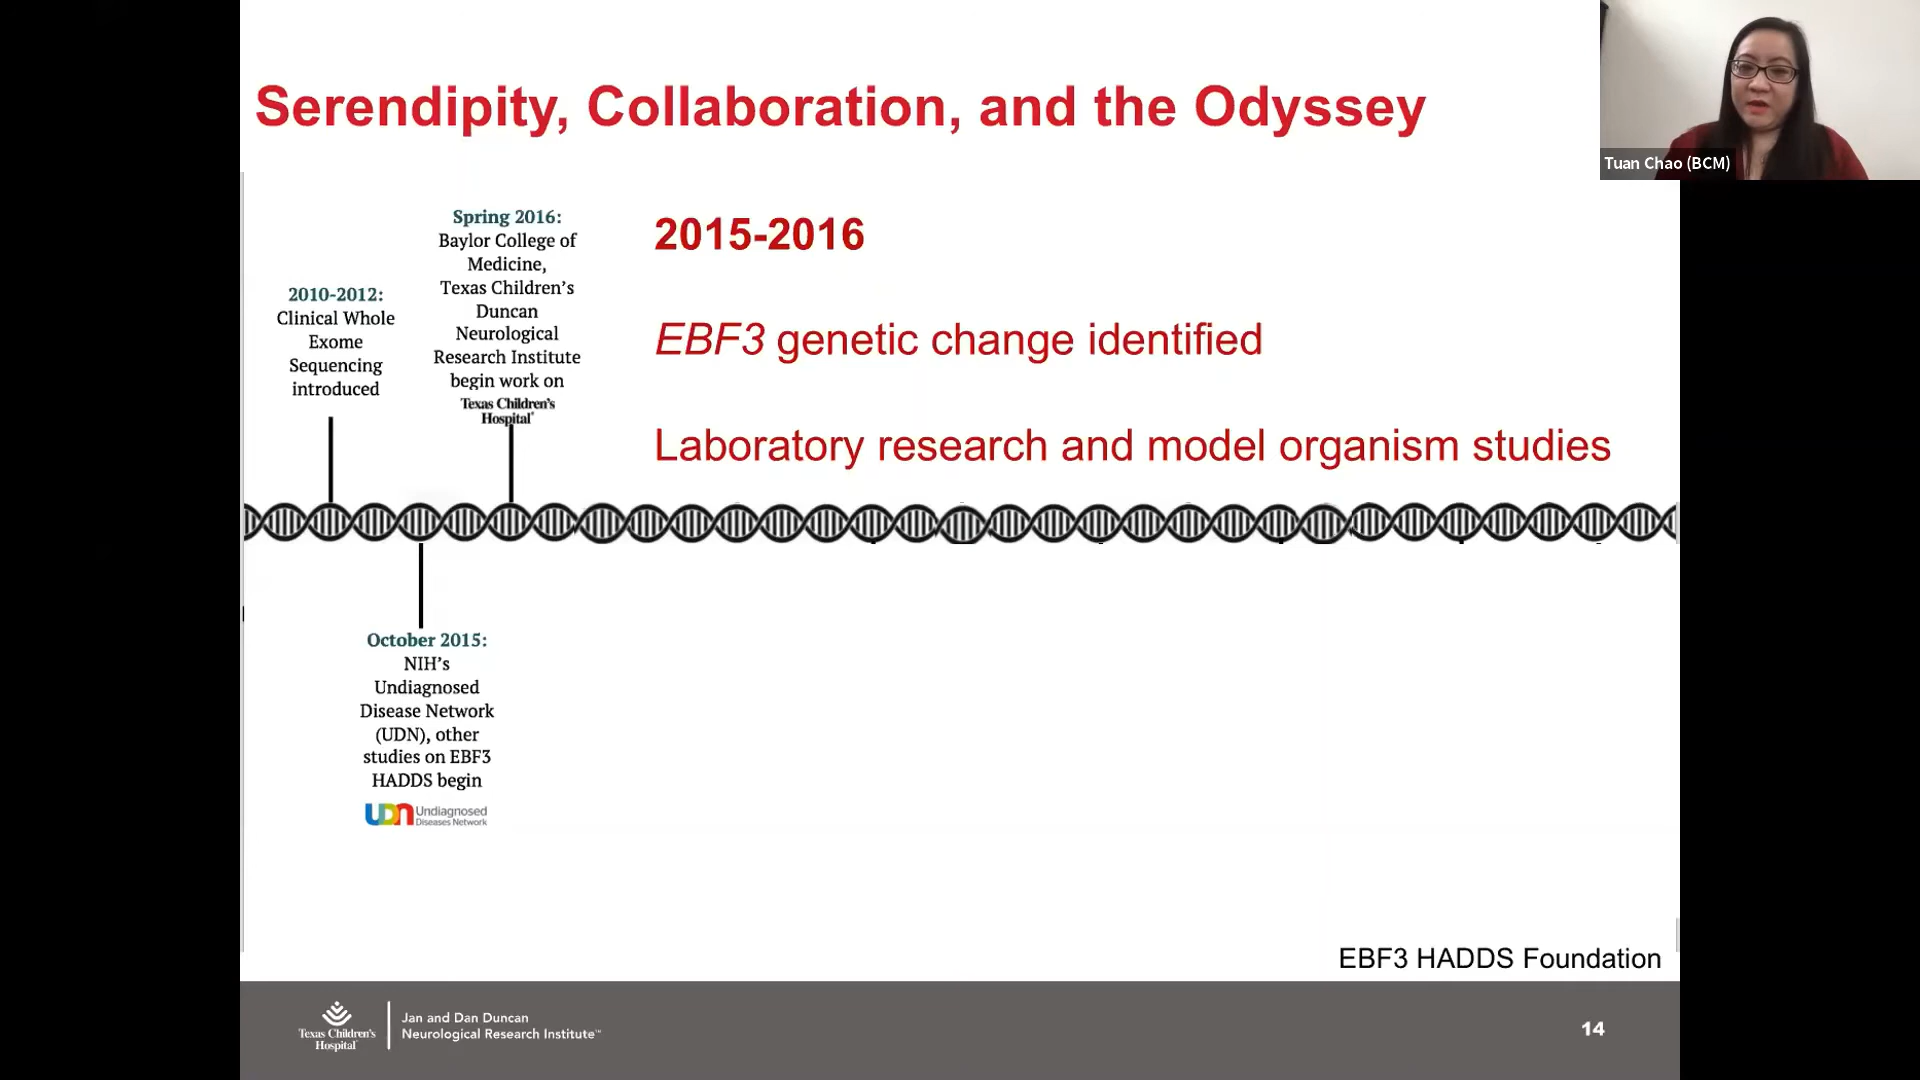 Serendipity, Collaboration, and the Odyssey
Tuan Chao (BCM)
2010-2012:
Clinical Whole
Exome
Sequencing
introduced
Spring 2016:
Baylor College of
Medicine,
Texas Children’s
Duncan
Neurological
Research Institute
begin work on
Texas Children's
Hospital
2015-2016
EBF3 genetic change identified
Laboratory research and model organism studies
October 2015:
NIH’s
Undiagnosed
Disease Network
(UDN), other
studies on EBF3
HADDS begin
UDN Undiagnosed
Diseases Network
EBF3 HADDS Foundation
Texas Children's
Hospital
Jan and Dan Duncan
Neurological Research Institute™
14